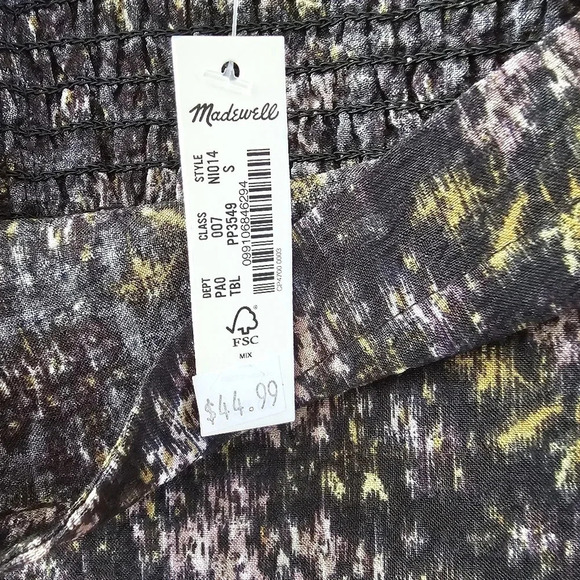 Madewell
STYLE
NI014
S
CLASS
007
PP3549
DEPT
PA0
TBL
099106846294
FSC
MIX
$44.99